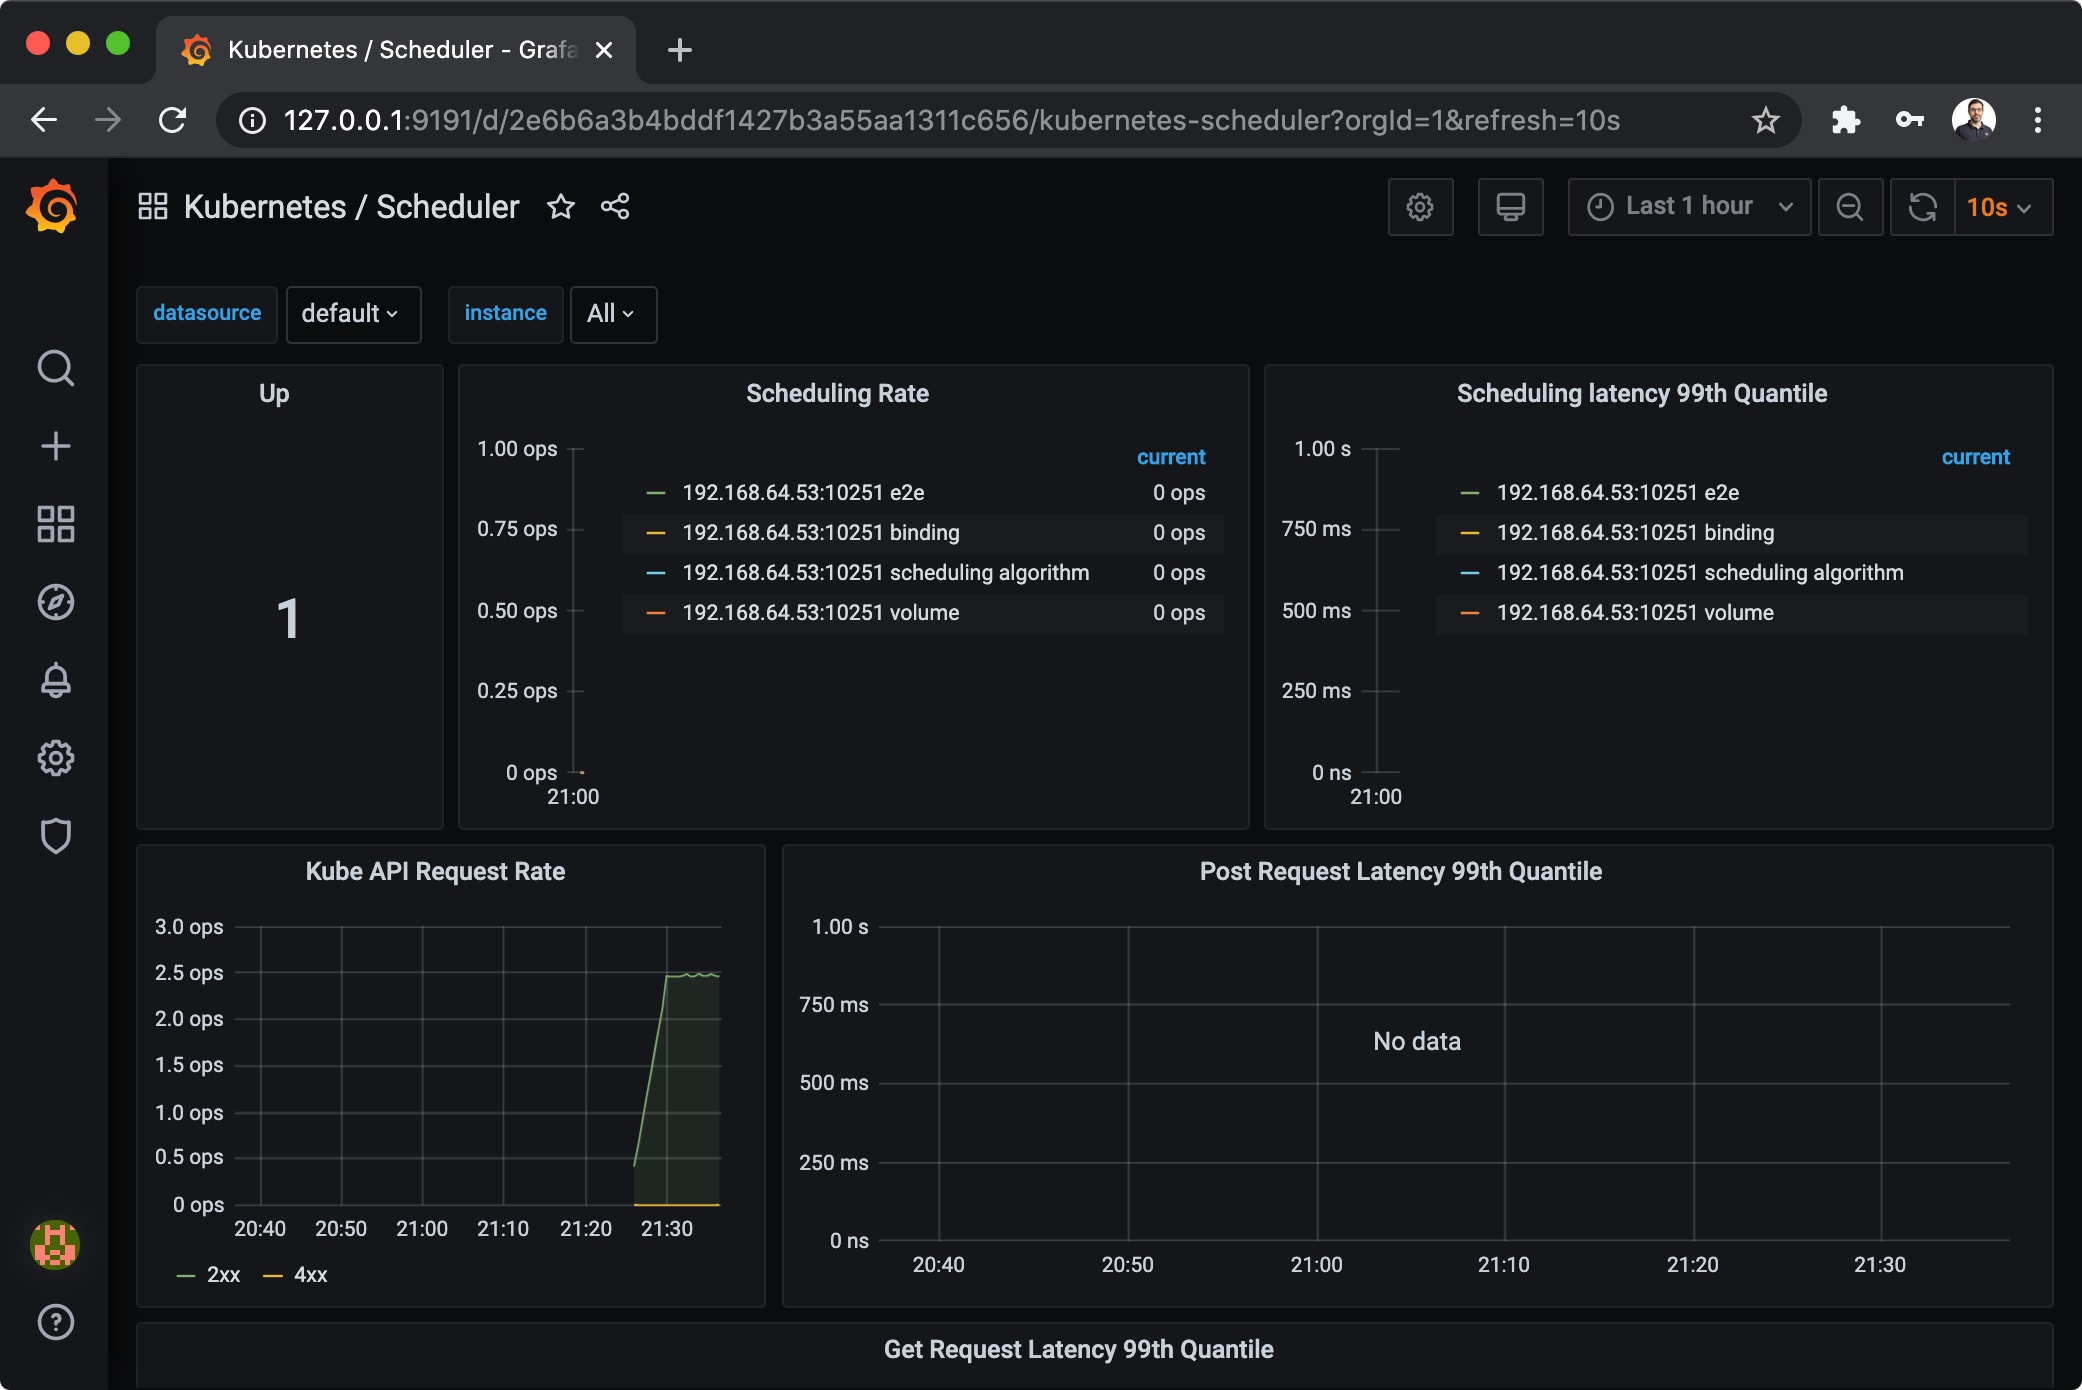 Kubernetes / Scheduler - Grafa
127.0.0.1:9191/d/2e6b6a3b4bddf1427b3a55aa1311c656/kubernetes-scheduler?orgId=1&refresh=10s
Kubernetes / Scheduler
Last 1 hour
10s
datasource
default
instance
All
Up
1
Scheduling Rate
1.00 ops
0.75 ops
0.50 ops
0.25 ops
0 ops
21:00
current
192.168.64.53:10251 e2e 0 ops
192.168.64.53:10251 binding 0 ops
192.168.64.53:10251 scheduling algorithm 0 ops
192.168.64.53:10251 volume 0 ops
Scheduling latency 99th Quantile
1.00 s
750 ms
500 ms
250 ms
0 ns
21:00
current
192.168.64.53:10251 e2e
192.168.64.53:10251 binding
192.168.64.53:10251 scheduling algorithm
192.168.64.53:10251 volume
Kube API Request Rate
3.0 ops
2.5 ops
2.0 ops
1.5 ops
1.0 ops
0.5 ops
0 ops
20:40 20:50 21:00 21:10 21:20 21:30
2xx 4xx
Post Request Latency 99th Quantile
1.00 s
750 ms
500 ms
250 ms
0 ns
No data
20:40 20:50 21:00 21:10 21:20 21:30
Get Request Latency 99th Quantile